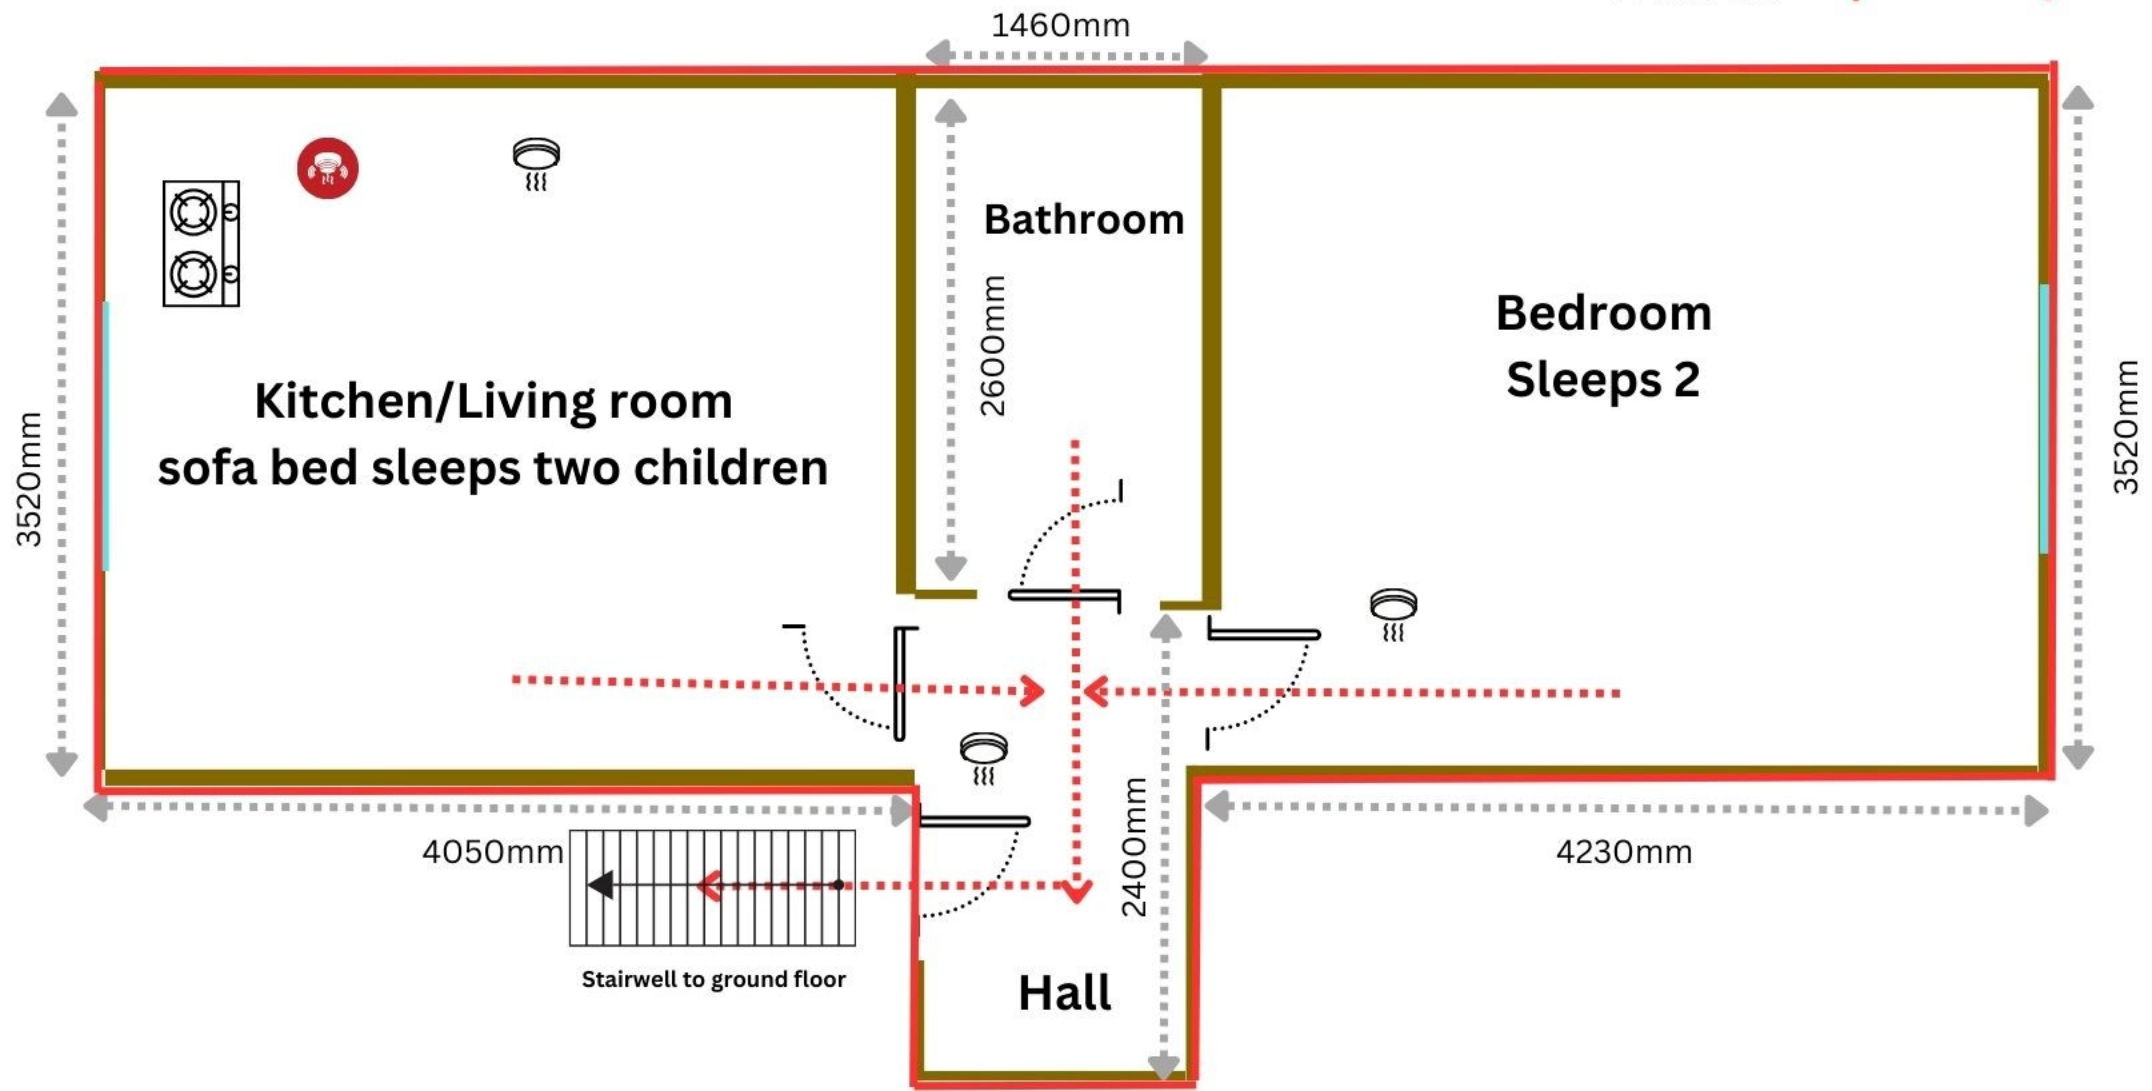 1460mm
Bathroom
2600mm
Bedroom
Sleeps 2
Kitchen/Living room
sofa bed sleeps two children
3520mm
3520mm
4050mm
2400mm
4230mm
Stairwell to ground floor
Hall